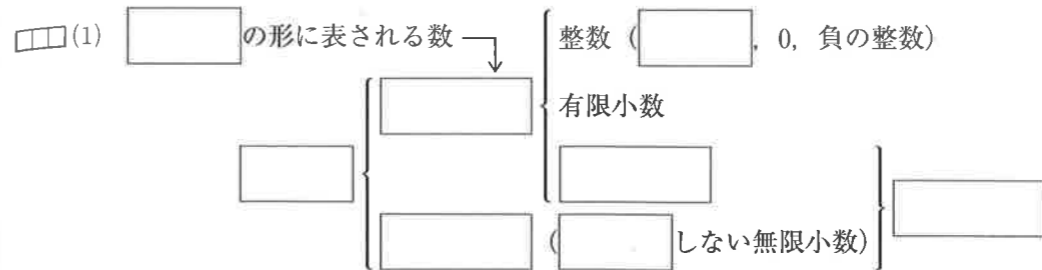 (1) の形に表される数 整数 ( , 0, 負の整数)
有限小数
( しない無限小数)